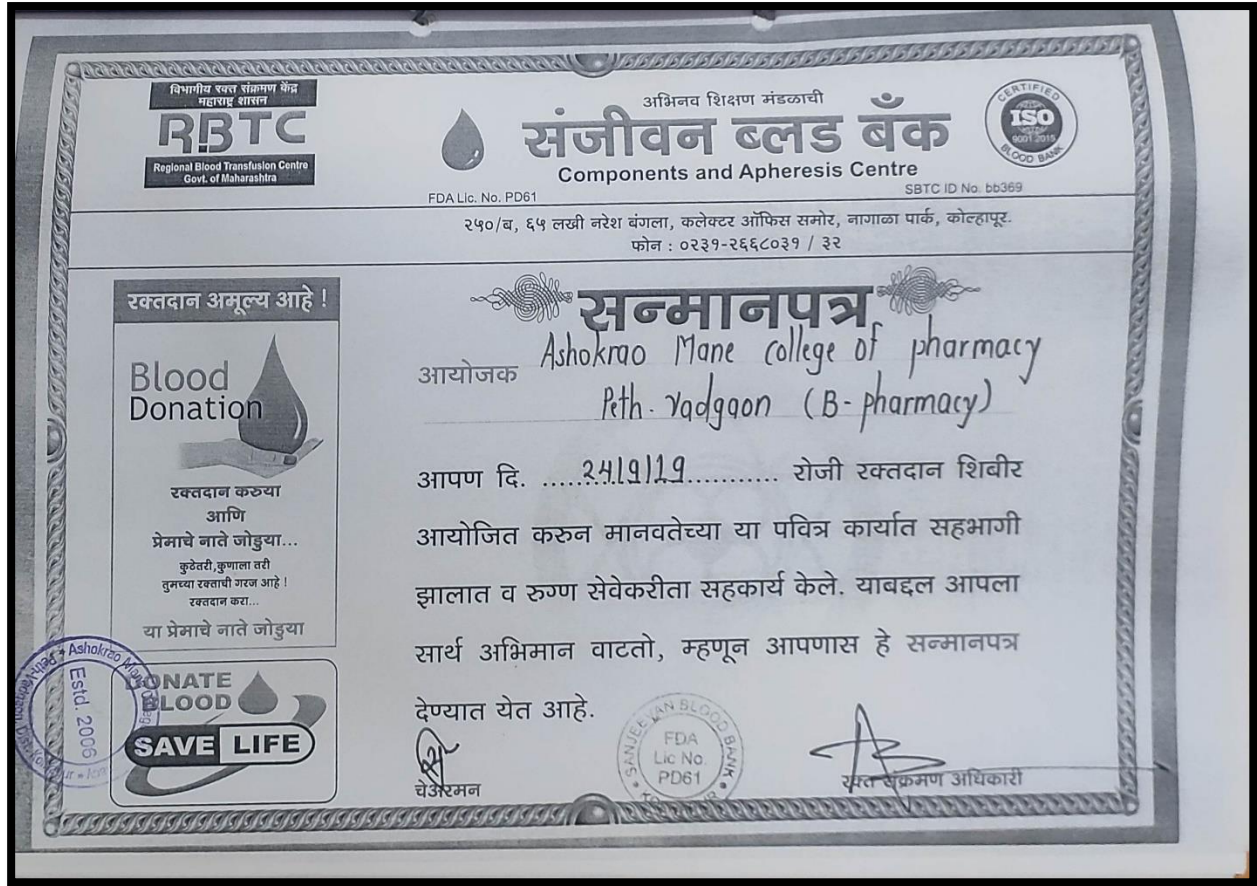 विभागीय रक्त संक्रमण केंद्र
महाराष्ट्र शासन
RBTC
Regional Blood Transfusion Centre
Govt. of Maharashtra
अभिनव शिक्षण मंडळाची
संजीवन ब्लड बँक
Components and Apheresis Centre
FDA Lic. No. PD61
SBTC ID No. bb369
CERTIFIED
ISO
9001:2015
BLOOD BANK
२५०/ब, ६५ लखी नरेश बंगला, कलेक्टर ऑफिस समोर, नागाळा पार्क, कोल्हापूर.
फोन : ०२३१-२६६८०३१ / ३२
रक्तदान अमूल्य आहे !
Blood
Donation
रक्तदान करुया
आणि
प्रेमाचे नाते जोडुया...
कुठेतरी,कुणाला तरी
तुमच्या रक्ताची गरज आहे !
रक्तदान करा...
या प्रेमाचे नाते जोडुया
DONATE
BLOOD
SAVE LIFE
Ashokrao Mane
Estd. 2006
सन्मानपत्र
आयोजक Ashokrao Mane college of pharmacy
Peth. Vadgaon (B- pharmacy)
आपण दि. .....24/9/19........... रोजी रक्तदान शिबीर
आयोजित करुन मानवतेच्या या पवित्र कार्यात सहभागी
झालात व रुग्ण सेवेकरीता सहकार्य केले. याबद्दल आपला
सार्थ अभिमान वाटतो, म्हणून आपणास हे सन्मानपत्र
देण्यात येत आहे.
चेअरमन
SANJEEVAN BLOOD BANK
FDA
Lic No.
PD61
रक्त संक्रमण अधिकारी